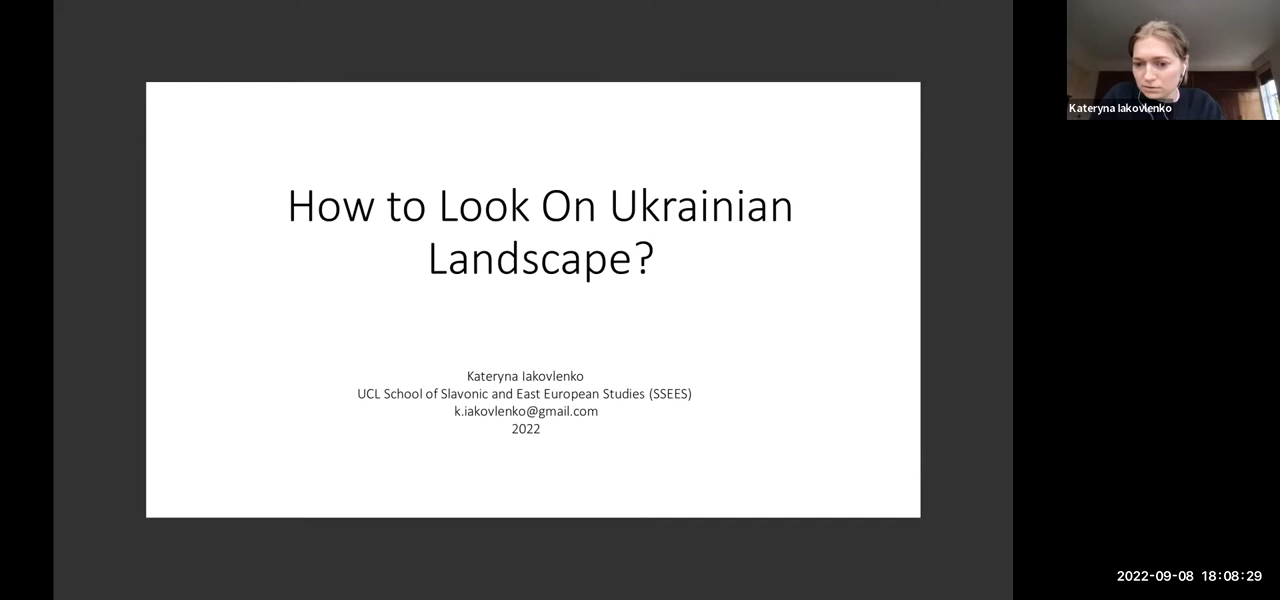 How to Look On Ukrainian
Landscape?
Kateryna Iakovlenko
UCL School of Slavonic and East European Studies (SSEES)
k.iakovlenko@gmail.com
2022
Kateryna Iakovlenko
2022-09-08 18:08:29